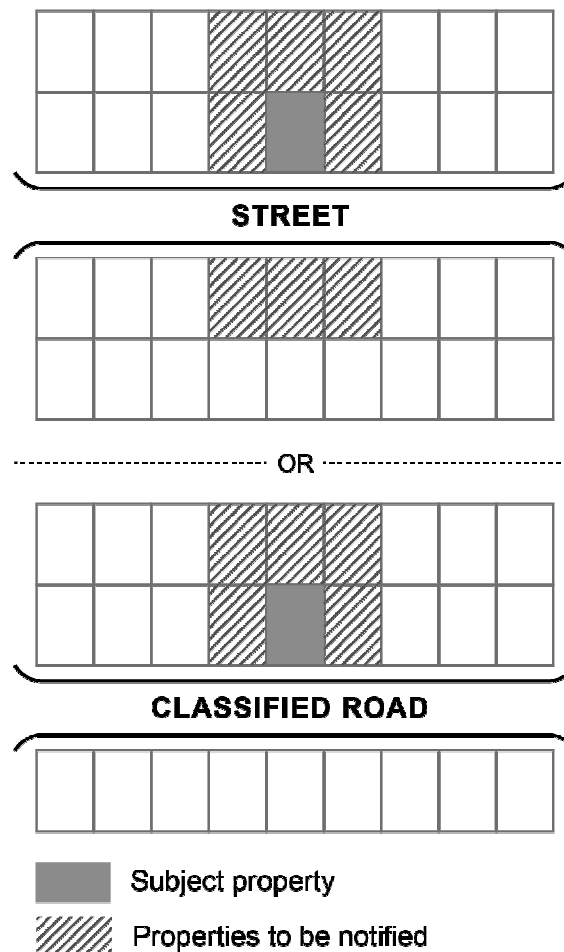 STREET
OR
CLASSIFIED ROAD
Subject property
Properties to be notified